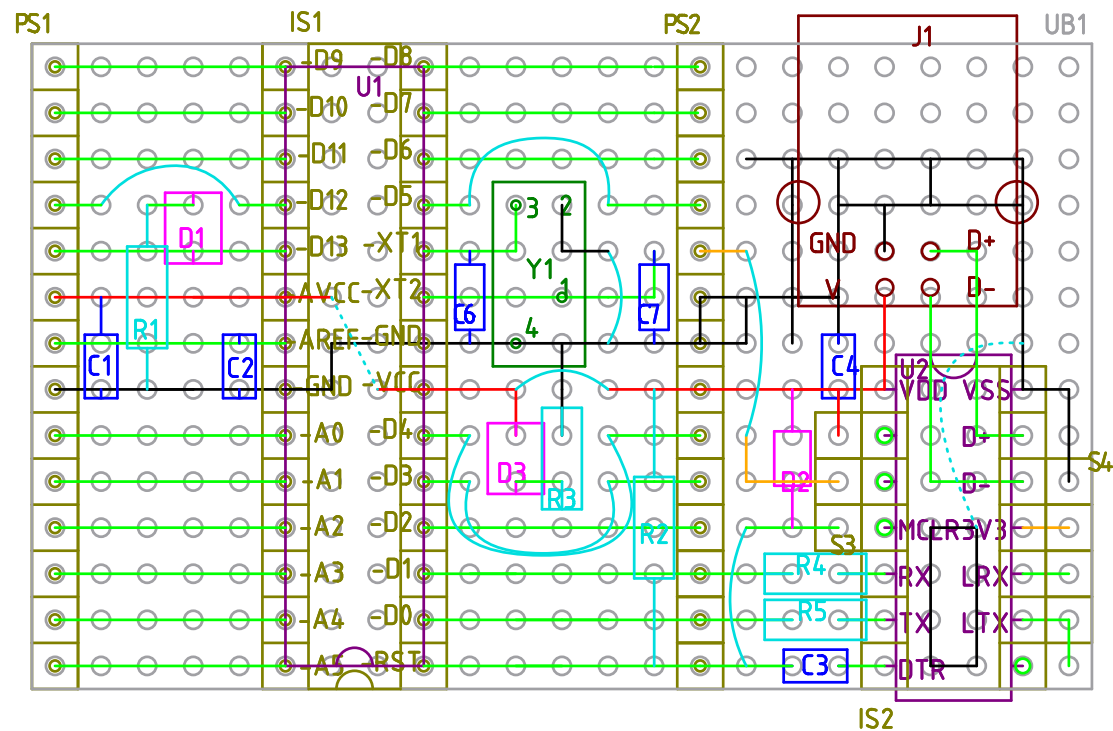 PS1 IS1 PS2 J1 UB1
-D9 -D8
U1
-D10 -D7
-D11 -D6
-D12 -D5 3 2
D1 -D13 -XT1 GND D+
Y1
AVCC -XT2 1 V D-
R1 C6 C7
AREF -GND 4
C1 C2 C4 U2
GND -VCC VDD VSS
-A0 -D4 D+
S4
-A1 -D3 D3 D2 D-
R3
-A2 -D2 R2 MCLR 3V3
S3
-A3 -D1 R4 RX LRX
-A4 -D0 R5 TX LTX
-A5 -RST C3 DTR
IS2